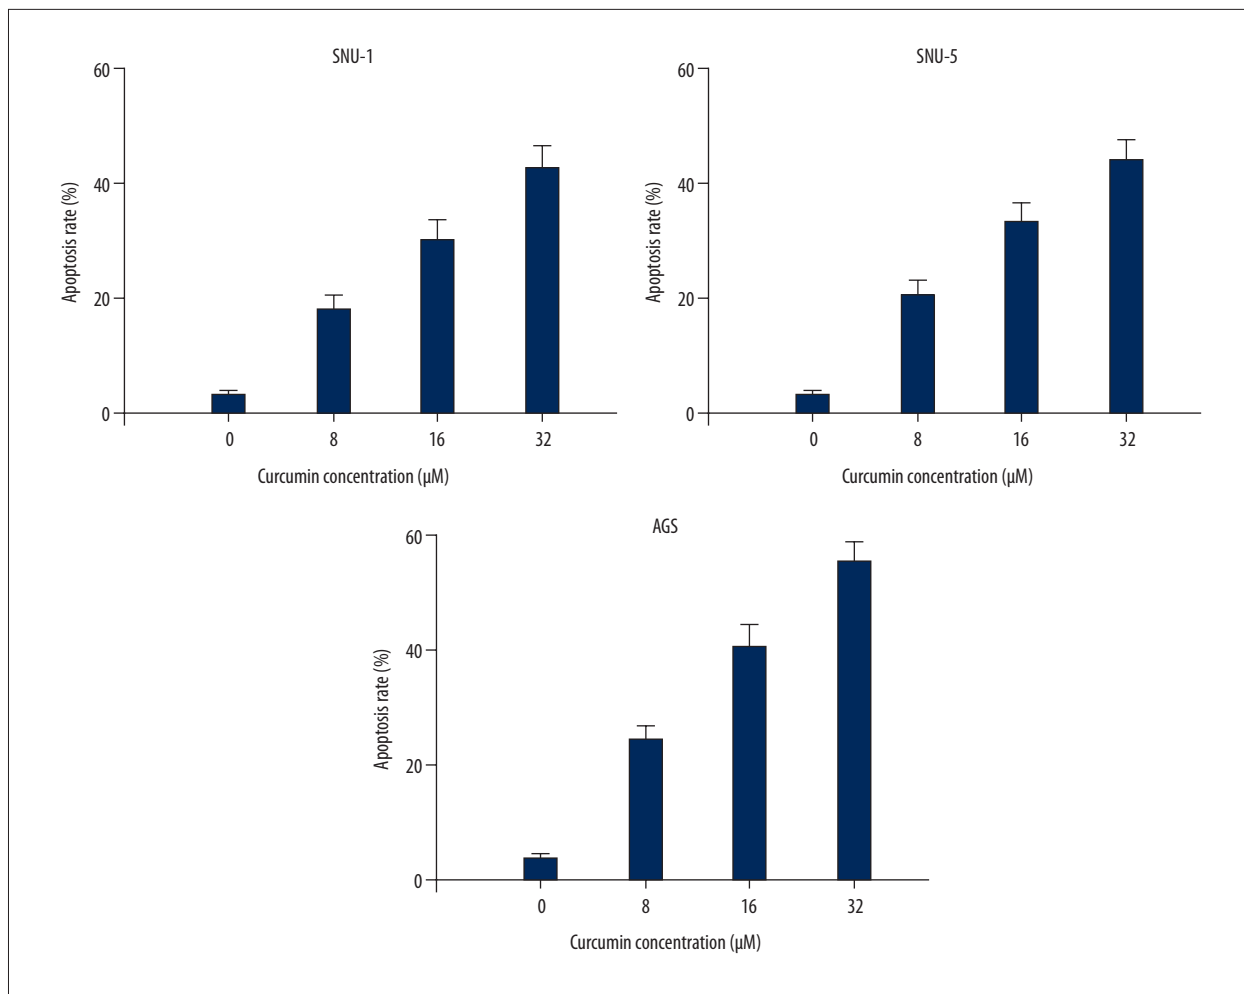 SNU-1
60
40
20
0
Apoptosis rate (%)
0 8 16 32
Curcumin concentration (µM)
SNU-5
60
40
20
0
Apoptosis rate (%)
0 8 16 32
Curcumin concentration (µM)
AGS
60
40
20
0
Apoptosis rate (%)
0 8 16 32
Curcumin concentration (µM)